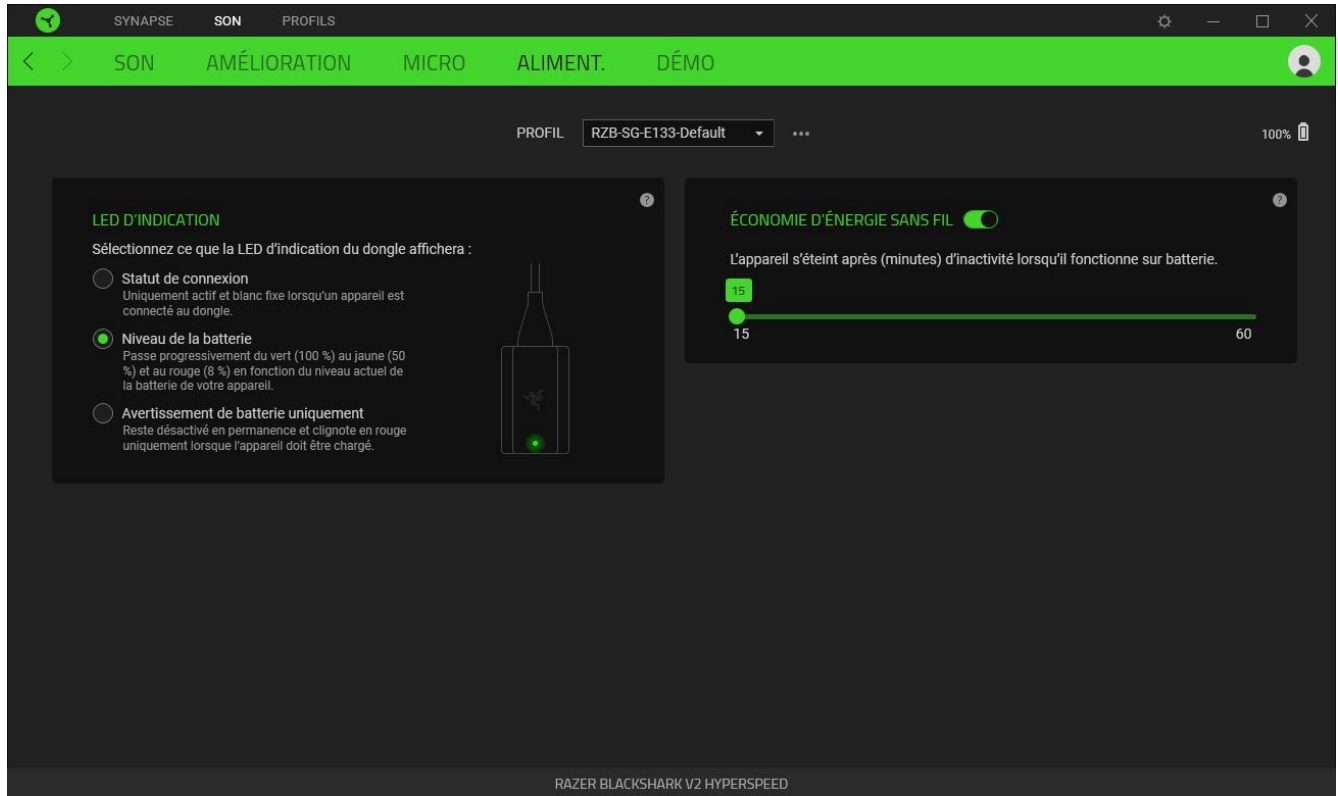 SYNAPSE SON PROFILS
SON AMÉLIORATION MICRO ALIMENT. DÉMO
PROFIL RZB-SG-E133-Default 100%
LED D'INDICATION
Sélectionnez ce que la LED d'indication du dongle affichera :
Statut de connexion
Uniquement actif et blanc fixe lorsqu'un appareil est
connecté au dongle.
Niveau de la batterie
Passe progressivement du vert (100 %) au jaune (50
%) et au rouge (8 %) en fonction du niveau actuel de
la batterie de votre appareil.
Avertissement de batterie uniquement
Reste désactivé en permanence et clignote en rouge
uniquement lorsque l'appareil doit être chargé.
ÉCONOMIE D'ÉNERGIE SANS FIL
L'appareil s'éteint après (minutes) d'inactivité lorsqu'il fonctionne sur batterie.
15
15 60
RAZER BLACKSHARK V2 HYPERSPEED